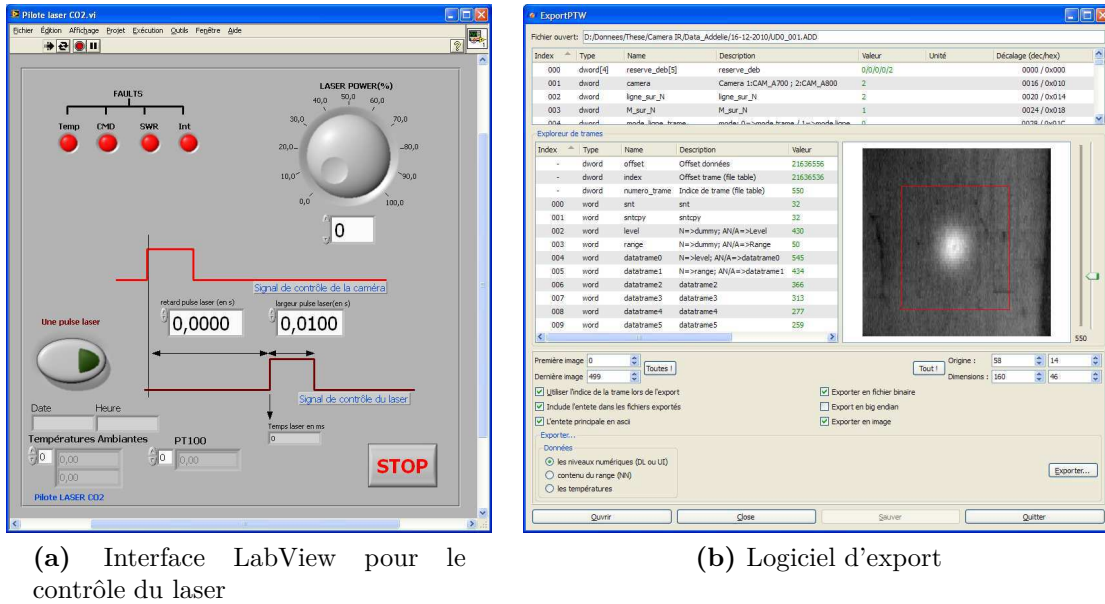 Pilote laser CO2.vi
Fichier Édition Affichage Projet Exécution Outils Fenêtre Aide
FAULTS
Temp CMD SWR Int
LASER POWER(%)
0,0 10,0 20,0 30,0 40,0 50,0 60,0 70,0 80,0 90,0 100,0
0
Signal de contrôle de la caméra
retard pulse laser (en s) largeur pulse laser(en s)
0,0000 0,0100
Une pulse laser
Signal de contrôle du laser
Date Heure
Temps laser en ms
0
Températures Ambiantes PT100
0 0,00 0 0,00
0,00
STOP
Pilote LASER CO2
(a) Interface LabView pour le
contrôle du laser
ExportPTW
Fichier ouvert: D:/Donnees/These/Camera IR/Data_Addelie/16-12-2010/UD0_001.ADD
Index Type Name Description Valeur Unité Décalage (dec/hex)
000 dword[4] reserve_deb[5] reserve_deb 0/0/0/0/2 0000 / 0x000
001 dword camera Camera 1:CAM_A700 ; 2:CAM_A800 2 0016 / 0x010
002 dword ligne_sur_N ligne_sur_N 2 0020 / 0x014
003 dword M_sur_N M_sur_N 1 0024 / 0x018
004 dword mode_ligne_trame mode: 0=>mode trame / 1=>mode ligne 0 0028 / 0x01C
Exploreur de trames
Index Type Name Description Valeur
- dword offset Offset données 21636556
- dword index Offset trame (file table) 21636536
- dword numero_trame Indice de trame (file table) 550
000 word snt snt 32
001 word sntcpy sntcpy 32
002 word level N=>dummy; AN/A=>Level 430
003 word range N=>dummy; AN/A=>Range 50
004 word datatrame0 N=>level; AN/A=>datatrame0 545
005 word datatrame1 N=>range; AN/A=>datatrame1 434
006 word datatrame2 datatrame2 366
007 word datatrame3 datatrame3 313
008 word datatrame4 datatrame4 277
009 word datatrame5 datatrame5 259
550
Première image 0 Toutes ! Tout ! Origine : 58 14
Dernière image 499 Dimensions : 160 46
Utiliser l'indice de la trame lors de l'export Exporter en fichier binaire
Include l'entete dans les fichiers exportés Export en big endian
L'entete principale en ascii Exporter en image
Exporter...
Données
les niveaux numériques (DL ou UI)
contenu du range (NN) Exporter...
les températures
Ouvrir Close Sauver Quitter
(b) Logiciel d'export